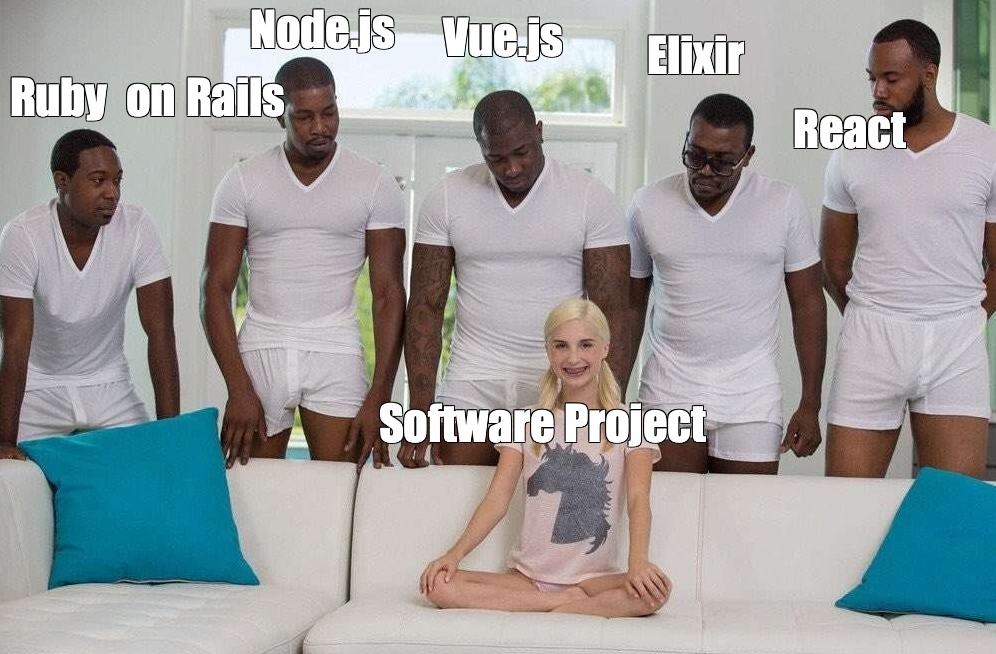 Node.js
Vue.js
Elixir
Ruby on Rails
React
Software Project